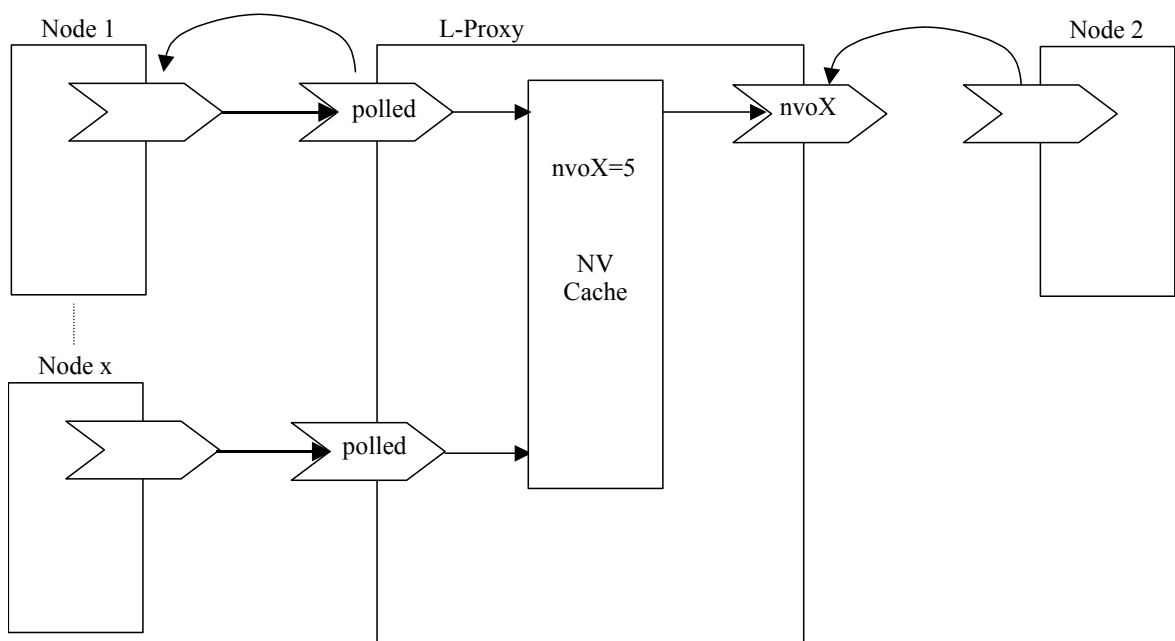 Node 1
L-Proxy
Node 2
polled
nvoX
nvoX=5
NV
Cache
Node x
polled